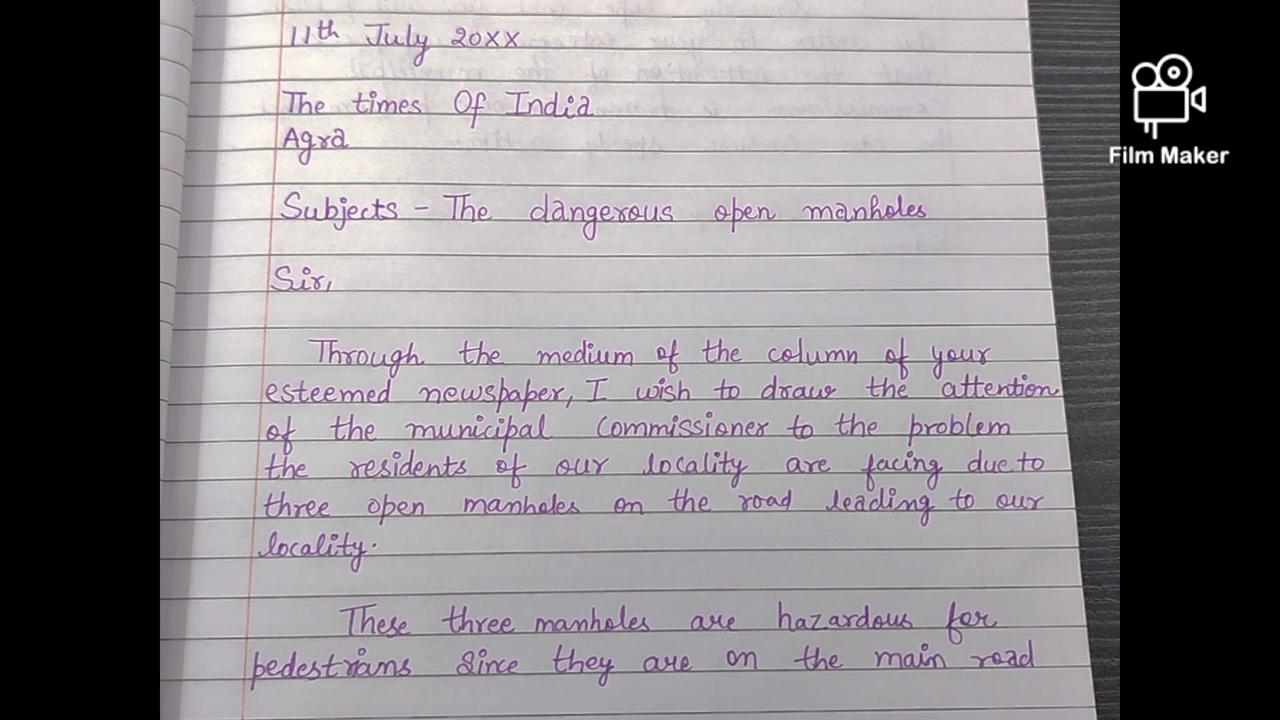 11th July 20XX
The times Of India
Agra
Subjects - The dangerous open manholes
Sir,
Through the medium of the column of your
esteemed newspaper, I wish to draw the attention
of the municipal commissioner to the problem
the residents of our locality are facing due to
three open manholes on the road leading to our
locality.
These three manholes are hazardous for
pedestrians since they are on the main road
Film Maker